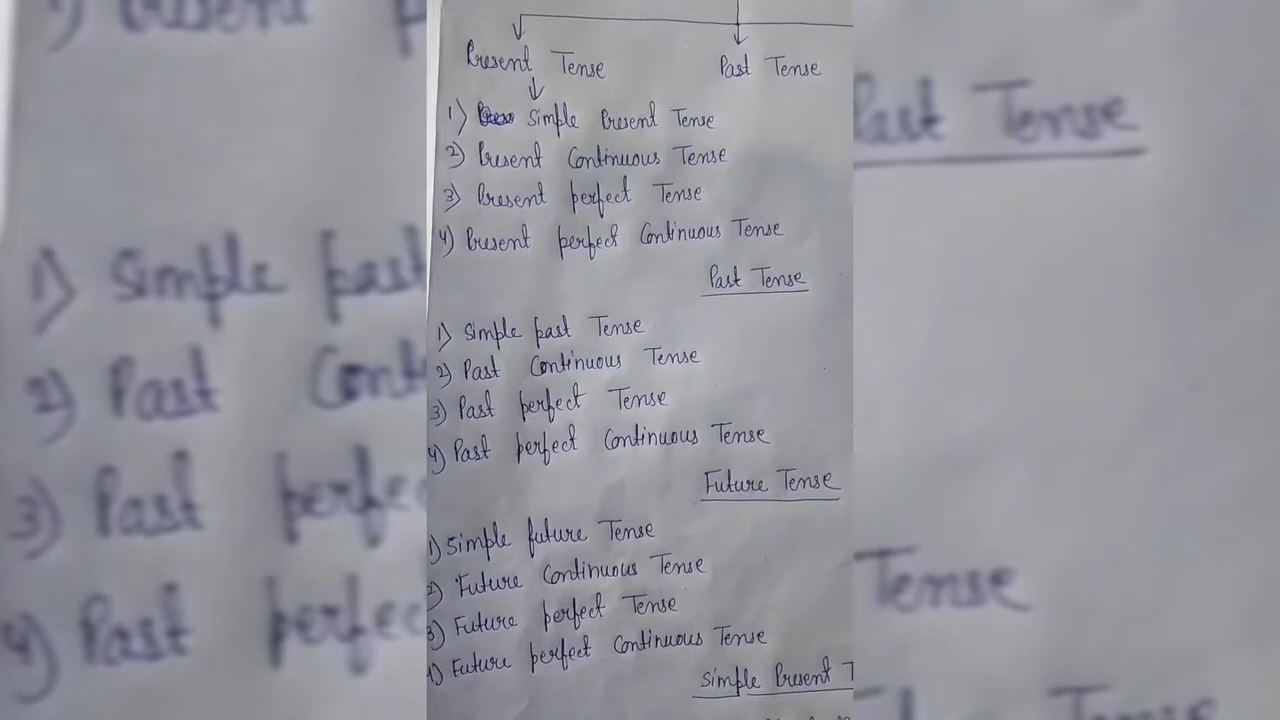 Present Tense Past Tense
1) Simple Present Tense
2) Present Continuous Tense
3) Present perfect Tense
4) Present perfect Continuous Tense
Past Tense
1) Simple past Tense
2) Past Continuous Tense
3) Past perfect Tense
4) Past perfect Continuous Tense
Future Tense
1) Simple future Tense
2) Future Continuous Tense
3) Future perfect Tense
4) Future perfect Continuous Tense
Simple Present T